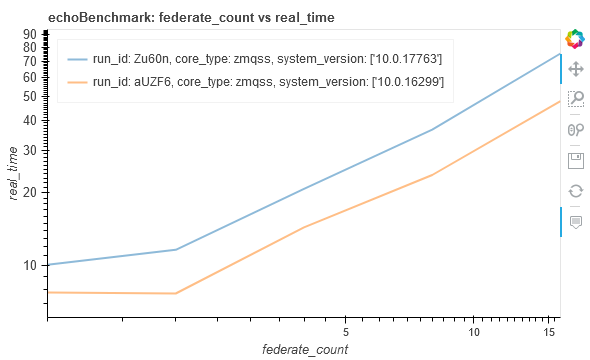 echoBenchmark: federate_count vs real_time
run_id: Zu60n, core_type: zmqss, system_version: ['10.0.17763']
run_id: aUZF6, core_type: zmqss, system_version: ['10.0.16299']
90
80
70
60
50
40
30
20
10
real_time
5
10
15
federate_count